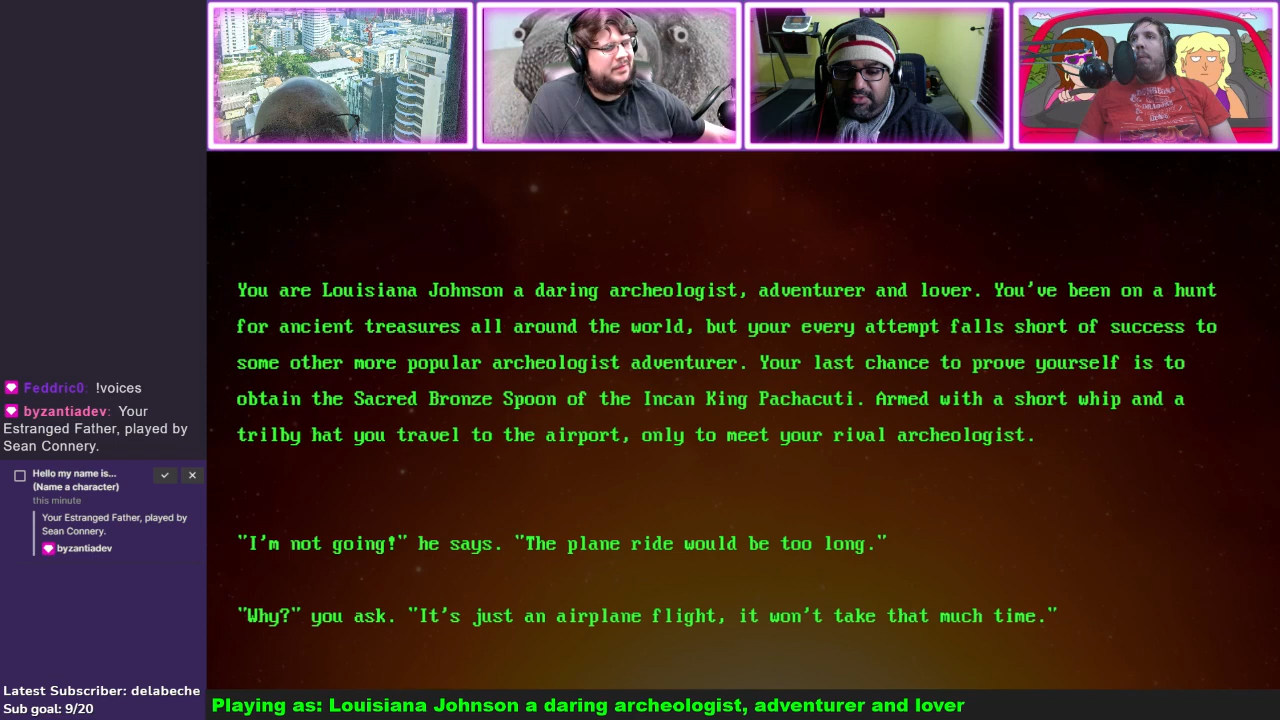 You are Louisiana Johnson a daring archeologist, adventurer and lover. You've been on a hunt
for ancient treasures all around the world, but your every attempt falls short of success to
some other more popular archeologist adventurer. Your last chance to prove yourself is to
obtain the Sacred Bronze Spoon of the Incan King Pachacuti. Armed with a short whip and a
trilby hat you travel to the airport, only to meet your rival archeologist.
"I'm not going!" he says. "The plane ride would be too long."
"Why?" you ask. "It's just an airplane flight, it won't take that much time."
Feddric0: !voices
byzantiadev: Your
Estranged Father, played by
Sean Connery.
Hello my name is...
(Name a character)
this minute
Your Estranged Father, played by
Sean Connery.
byzantiadev
Latest Subscriber: delabeche
Sub goal: 9/20
Playing as: Louisiana Johnson a daring archeologist, adventurer and lover